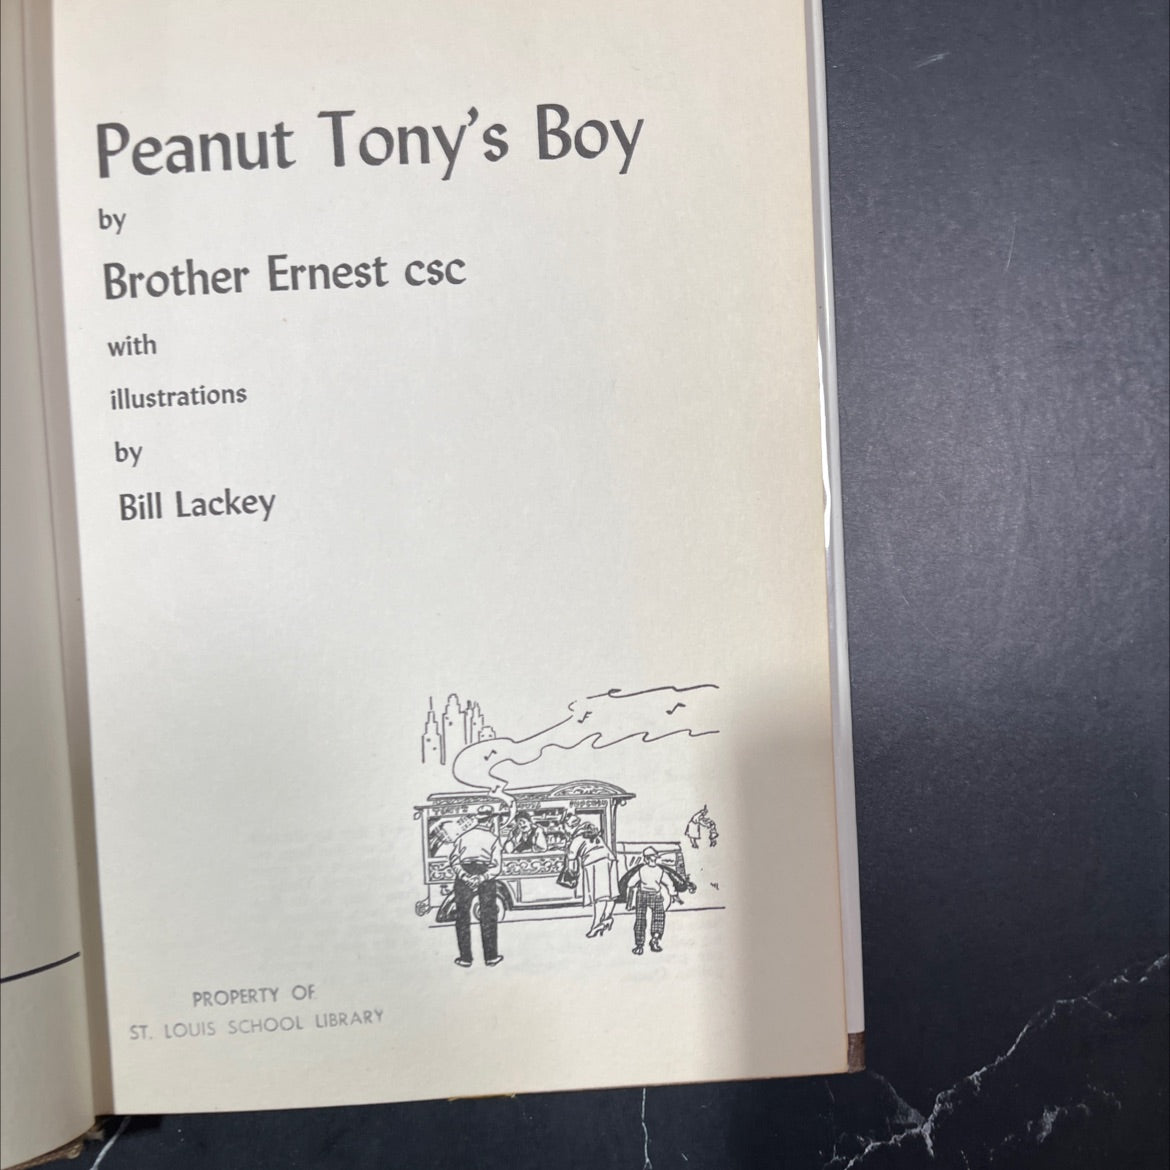 Peanut Tony's Boy
by
Brother Ernest csc
with
illustrations
by
Bill Lackey
PROPERTY OF
ST. LOUIS SCHOOL LIBRARY